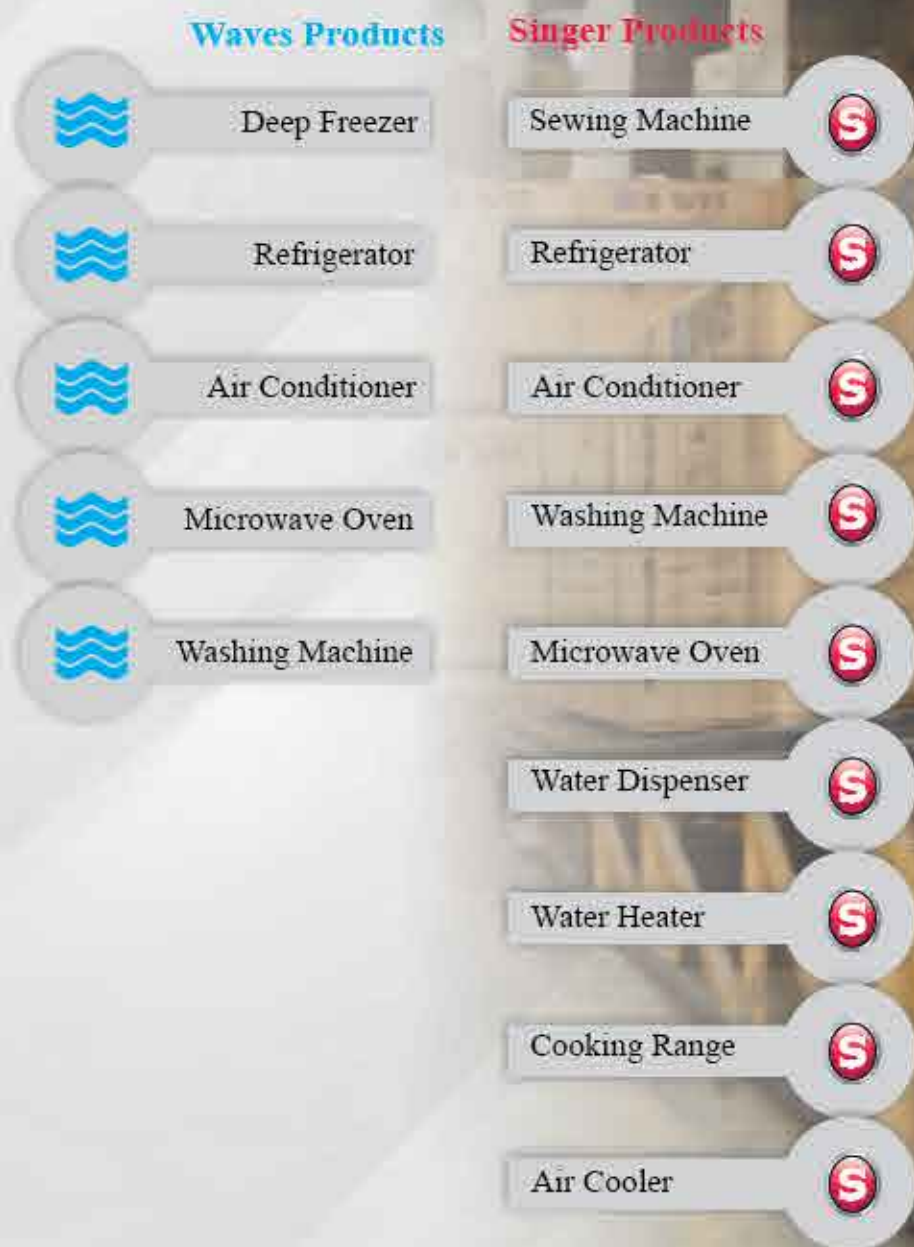 Waves Products
Deep Freezer
Refrigerator
Air Conditioner
Microwave Oven
Washing Machine
Singer Products
Sewing Machine
S
Refrigerator
S
Air Conditioner
S
Washing Machine
S
Microwave Oven
S
Water Dispenser
S
Water Heater
S
Cooking Range
S
Air Cooler
S